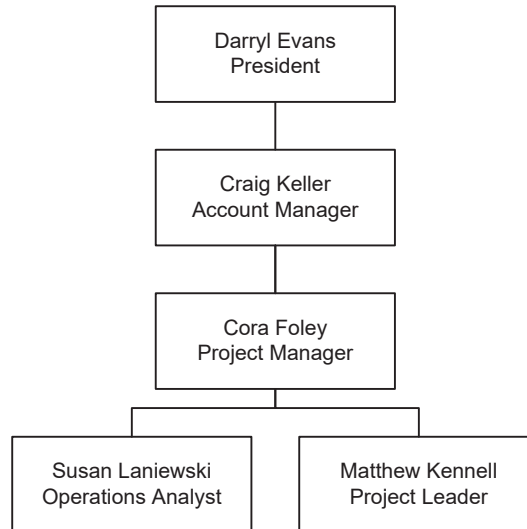 Darryl Evans
President
Craig Keller
Account Manager
Cora Foley
Project Manager
Susan Laniewski
Operations Analyst
Matthew Kennell
Project Leader